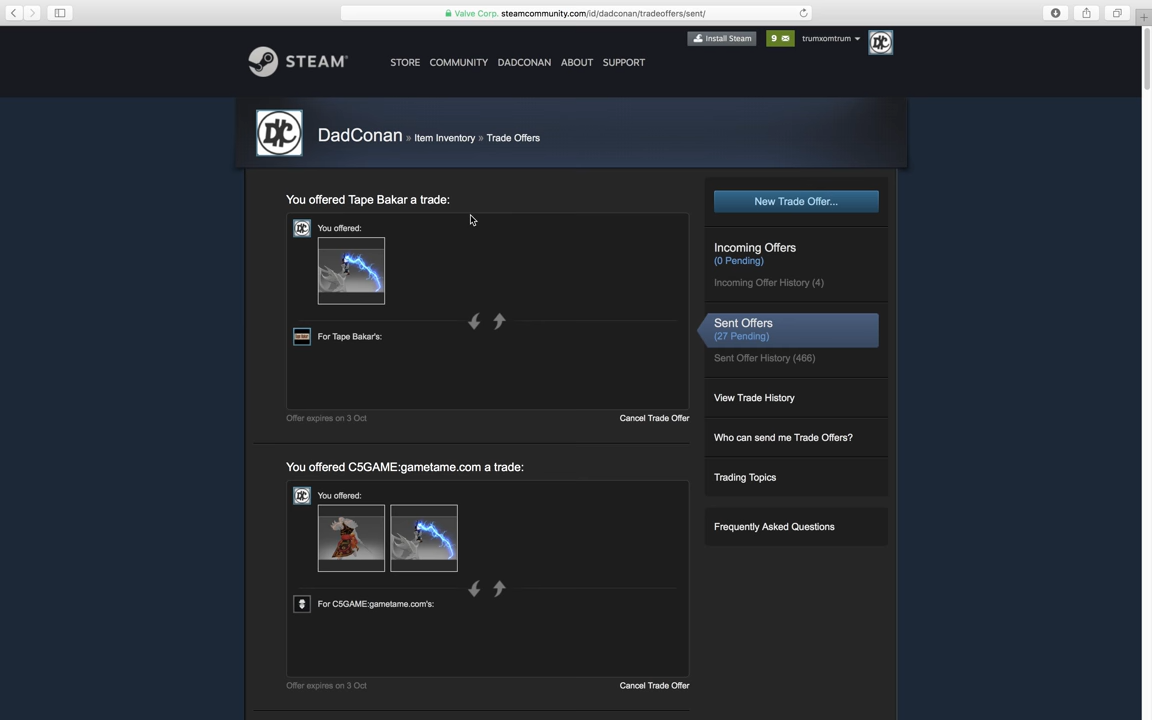 Valve Corp. steamcommunity.com/id/dadconan/tradeoffers/sent/
Install Steam
9
trumxomtrum
STEAM®
STORE COMMUNITY DADCONAN ABOUT SUPPORT
DC
DadConan » Item Inventory » Trade Offers
You offered Tape Bakar a trade:
You offered:
For Tape Bakar's:
Offer expires on 3 Oct
Cancel Trade Offer
You offered C5GAME:gametame.com a trade:
You offered:
For C5GAME:gametame.com's:
Offer expires on 3 Oct
Cancel Trade Offer
New Trade Offer...
Incoming Offers
(0 Pending)
Incoming Offer History (4)
Sent Offers
(27 Pending)
Sent Offer History (466)
View Trade History
Who can send me Trade Offers?
Trading Topics
Frequently Asked Questions